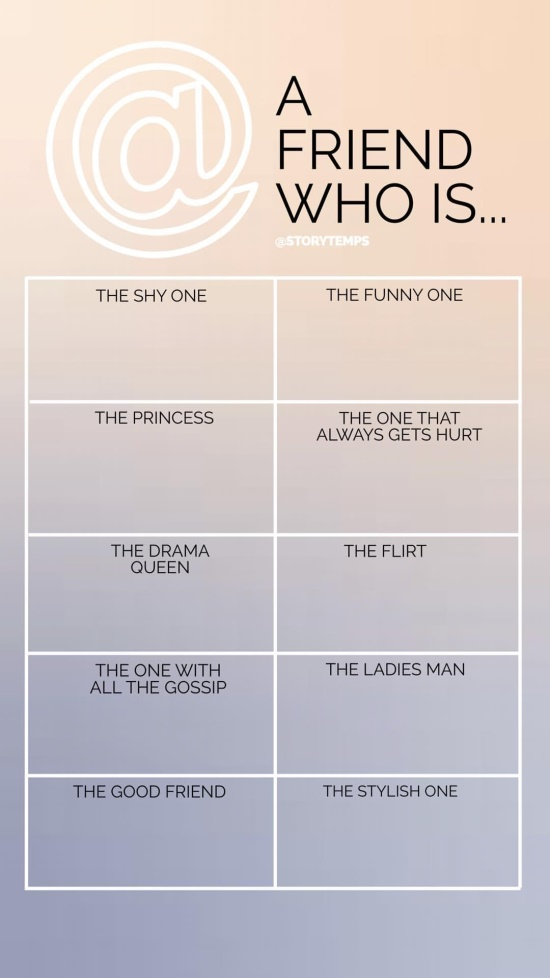 @
A
FRIEND
WHO IS...
@STORYTEMPS
THE SHY ONE
THE FUNNY ONE
THE PRINCESS
THE ONE THAT
ALWAYS GETS HURT
THE DRAMA
QUEEN
THE FLIRT
THE ONE WITH
ALL THE GOSSIP
THE LADIES MAN
THE GOOD FRIEND
THE STYLISH ONE